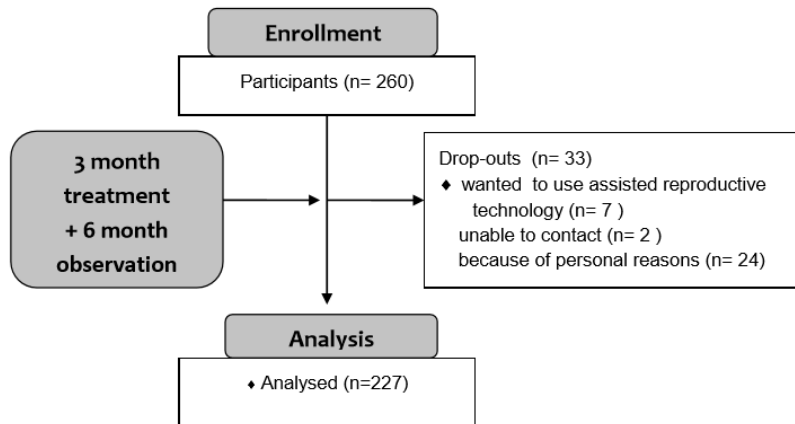 Enrollment
Participants (n= 260)
3 month
treatment
+ 6 month
observation
Drop-outs (n= 33)
♦ wanted to use assisted reproductive
technology (n= 7 )
unable to contact (n= 2 )
because of personal reasons (n= 24)
Analysis
♦ Analysed (n=227)